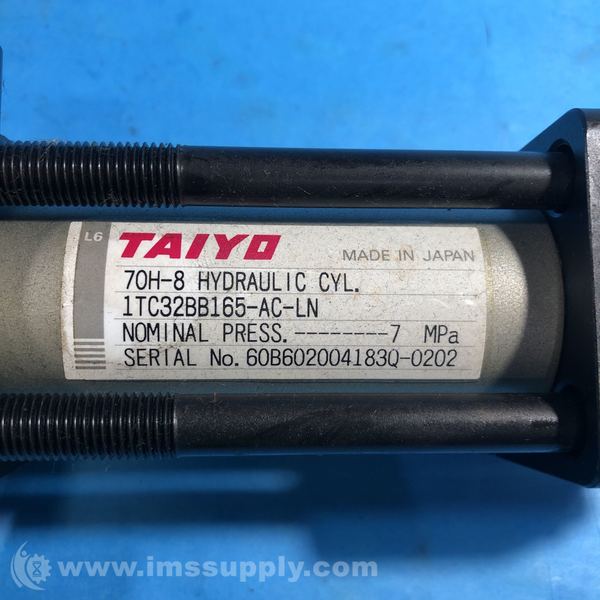 L6 TAIYO MADE IN JAPAN
70H-8 HYDRAULIC CYL.
1TC32BB165-AC-LN
NOMINAL PRESS.--------7 MPa
SERIAL No. 60B602004183Q-0202
www.imssupply.com